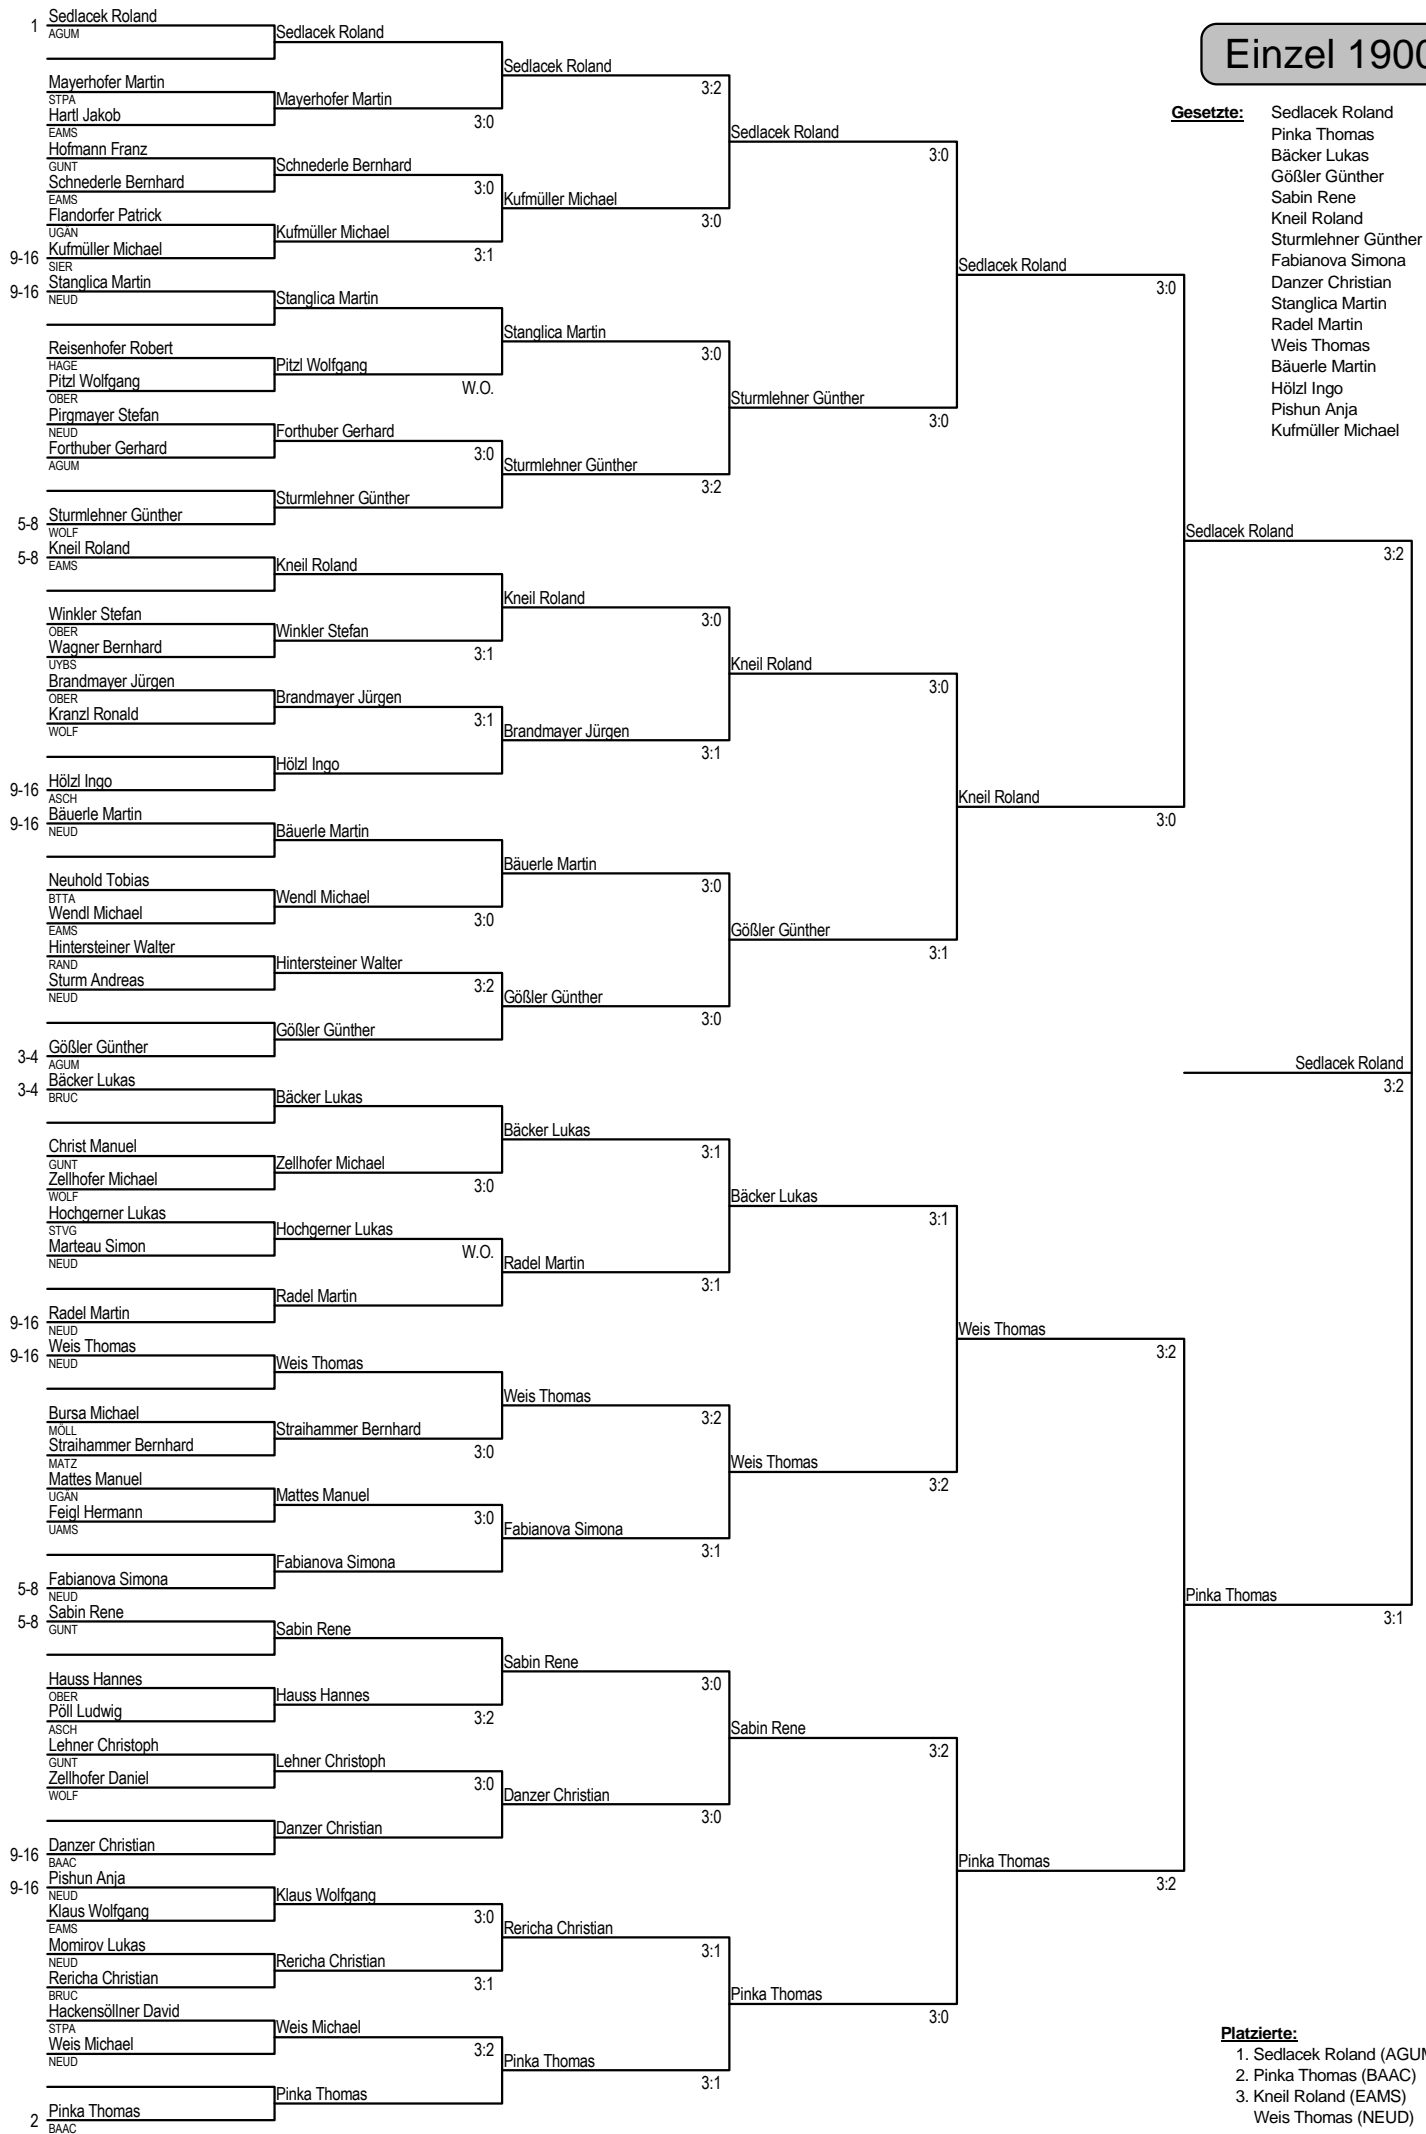 Einzel 1900
Gesetzte:
Sedlacek Roland
Pinka Thomas
Bäcker Lukas
Gößler Günther
Sabin Rene
Kneil Roland
Sturmlehner Günther
Fabianova Simona
Danzer Christian
Stanglica Martin
Radel Martin
Weis Thomas
Bäuerle Martin
Hölzl Ingo
Pishun Anja
Kufmüller Michael
1
Sedlacek Roland
AGUM
Mayerhofer Martin
STPA
Hartl Jakob
EAMS
Hofmann Franz
GUNT
Schnederle Bernhard
EAMS
Flandorfer Patrick
UGÄN
9-16
Kufmüller Michael
SIER
9-16
Stanglica Martin
NEUD
Reisenhofer Robert
HAGE
Pitzl Wolfgang
OBER
Pirgmayer Stefan
NEUD
Forthuber Gerhard
AGUM
5-8
Sturmlehner Günther
WOLF
5-8
Kneil Roland
EAMS
Winkler Stefan
OBER
Wagner Bernhard
UYBS
Brandmayer Jürgen
OBER
Kranzl Ronald
WOLF
9-16
Hölzl Ingo
ASCH
9-16
Bäuerle Martin
NEUD
Neuhold Tobias
BTTA
Wendl Michael
EAMS
Hintersteiner Walter
RAND
Sturm Andreas
NEUD
3-4
Gößler Günther
AGUM
3-4
Bäcker Lukas
BRUC
Christ Manuel
GUNT
Zellhofer Michael
WOLF
Hochgerner Lukas
STVG
Marteau Simon
NEUD
9-16
Radel Martin
NEUD
9-16
Weis Thomas
NEUD
Bursa Michael
MÖLL
Straihammer Bernhard
MATZ
Mattes Manuel
UGÄN
Feigl Hermann
UAMS
5-8
Fabianova Simona
NEUD
5-8
Sabin Rene
GUNT
Hauss Hannes
OBER
Pöll Ludwig
ASCH
Lehner Christoph
GUNT
Zellhofer Daniel
WOLF
9-16
Danzer Christian
BAAC
9-16
Pishun Anja
NEUD
Klaus Wolfgang
EAMS
Momirov Lukas
NEUD
Rericha Christian
BRUC
Hackensöllner David
STPA
Weis Michael
NEUD
2
Pinka Thomas
BAAC
Sedlacek Roland
Mayerhofer Martin
3:0
Schnederle Bernhard
3:0
Kufmüller Michael
3:1
Stanglica Martin
Pitzl Wolfgang
W.O.
Forthuber Gerhard
3:0
Sturmlehner Günther
Kneil Roland
Winkler Stefan
3:1
Brandmayer Jürgen
3:1
Hölzl Ingo
Bäuerle Martin
Wendl Michael
3:0
Hintersteiner Walter
3:2
Gößler Günther
Bäcker Lukas
Zellhofer Michael
3:0
Hochgerner Lukas
W.O.
Radel Martin
Weis Thomas
Straihammer Bernhard
3:0
Mattes Manuel
3:0
Fabianova Simona
Sabin Rene
Hauss Hannes
3:2
Lehner Christoph
3:0
Danzer Christian
Klaus Wolfgang
3:0
Rericha Christian
3:1
Weis Michael
3:2
Pinka Thomas
Sedlacek Roland
3:2
Kufmüller Michael
3:0
Stanglica Martin
3:0
Sturmlehner Günther
3:2
Kneil Roland
3:0
Brandmayer Jürgen
3:1
Bäuerle Martin
3:0
Gößler Günther
3:0
Bäcker Lukas
3:1
Radel Martin
3:1
Weis Thomas
3:2
Fabianova Simona
3:1
Sabin Rene
3:0
Danzer Christian
3:0
Rericha Christian
3:1
Pinka Thomas
3:1
Sedlacek Roland
3:0
Sturmlehner Günther
3:0
Kneil Roland
3:0
Gößler Günther
3:1
Bäcker Lukas
3:1
Weis Thomas
3:2
Sabin Rene
3:2
Pinka Thomas
3:0
Sedlacek Roland
3:0
Kneil Roland
3:0
Weis Thomas
3:2
Pinka Thomas
3:2
Sedlacek Roland
3:2
Pinka Thomas
3:1
Sedlacek Roland
3:2
Platzierte:
1. Sedlacek Roland (AGUM
2. Pinka Thomas (BAAC)
3. Kneil Roland (EAMS)
Weis Thomas (NEUD)